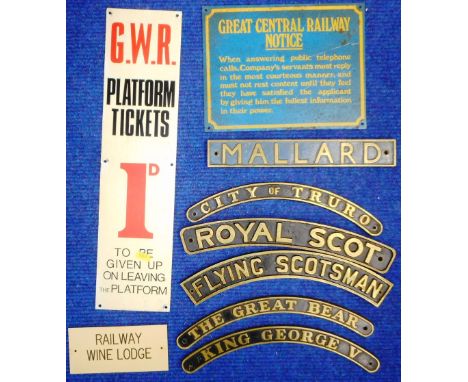 G.W.R.
PLATFORM
TICKETS
1D
TO BE
GIVEN UP
ON LEAVING
THE PLATFORM
RAILWAY
WINE LODGE
GREAT CENTRAL RAILWAY
NOTICE
When answering public telephone
calls, Company's servants must reply
in the most courteous manner, and
must not rest content until they feel
they have satisfied the applicant
by giving him the fullest information
in their power.
MALLARD
CITY OF TRURO
ROYAL SCOT
FLYING SCOTSMAN
THE GREAT BEAR
KING GEORGE V